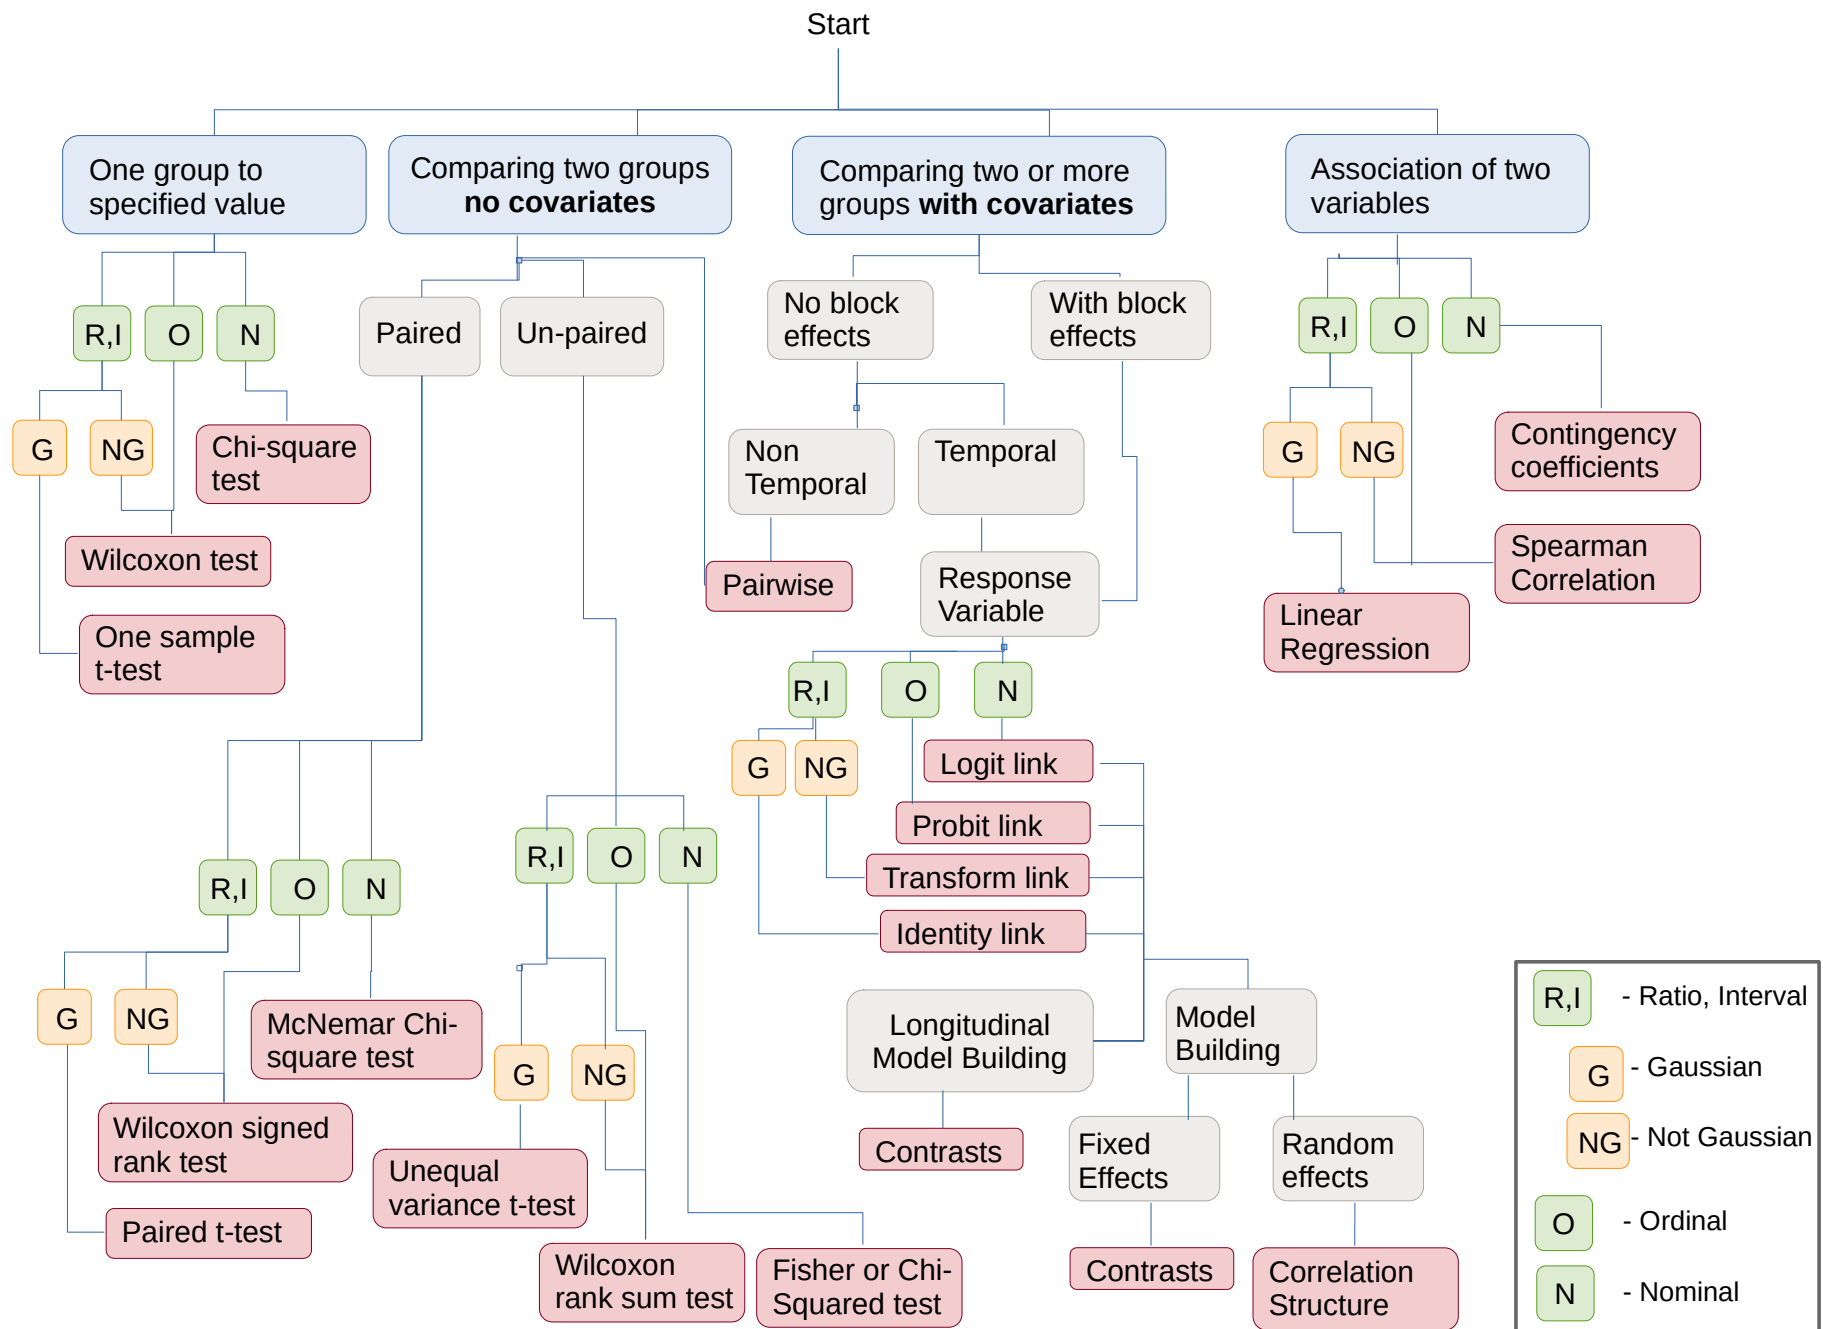 Start
One group to
specified value
Comparing two groups
no covariates
Comparing two or more
groups with covariates
Association of two
variables
R,I
O
N
Paired
Un-paired
No block
effects
With block
effects
R,I
O
N
G
NG
Chi-square
test
Non
Temporal
Temporal
G
NG
Contingency
coefficients
Wilcoxon test
Pairwise
Response
Variable
Spearman
Correlation
One sample
t-test
Linear
Regression
R,I
O
N
G
NG
Logit link
Probit link
Transform link
Identity link
R,I
O
N
R,I
O
N
G
NG
McNemar Chi-
square test
G
NG
Longitudinal
Model Building
Model
Building
Wilcoxon signed
rank test
Unequal
variance t-test
Contrasts
Fixed
Effects
Random
effects
Paired t-test
Wilcoxon
rank sum test
Fisher or Chi-
Squared test
Contrasts
Correlation
Structure
R,I - Ratio, Interval
G - Gaussian
NG - Not Gaussian
O - Ordinal
N - Nominal